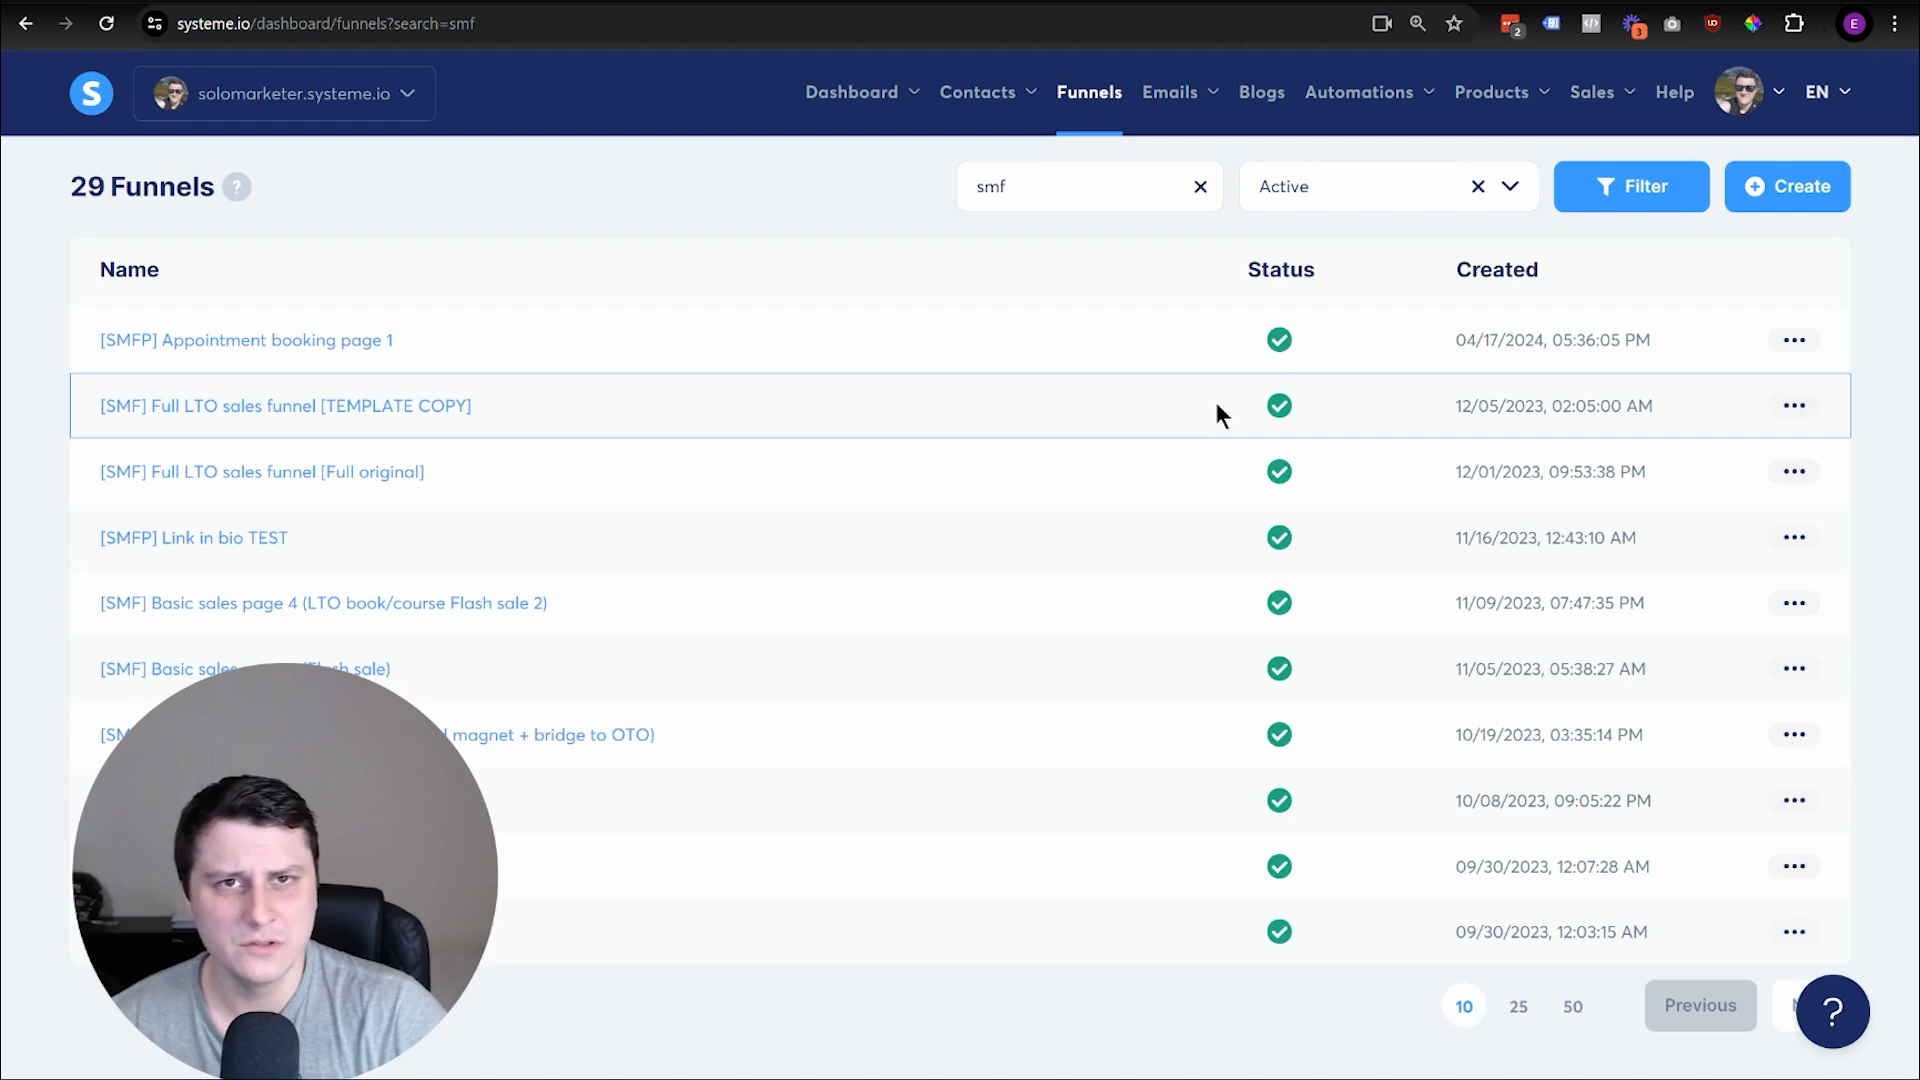 systeme.io/dashboard/funnels?search=smf
2
3
E
S
solomarketer.systeme.io
Dashboard Contacts Funnels Emails Blogs Automations Products Sales Help EN
29 Funnels ?
smf
Active
Filter
Create
Name Status Created
[SMFP] Appointment booking page 1 04/17/2024, 05:36:05 PM
[SMF] Full LTO sales funnel [TEMPLATE COPY] 12/05/2023, 02:05:00 AM
[SMF] Full LTO sales funnel [Full original] 12/01/2023, 09:53:38 PM
[SMFP] Link in bio TEST 11/16/2023, 12:43:10 AM
[SMF] Basic sales page 4 (LTO book/course Flash sale 2) 11/09/2023, 07:47:35 PM
[SMF] Basic sale) 11/05/2023, 05:38:27 AM
magnet + bridge to OTO) 10/19/2023, 03:35:14 PM
10/08/2023, 09:05:22 PM
09/30/2023, 12:07:28 AM
09/30/2023, 12:03:15 AM
10 25 50 Previous
?